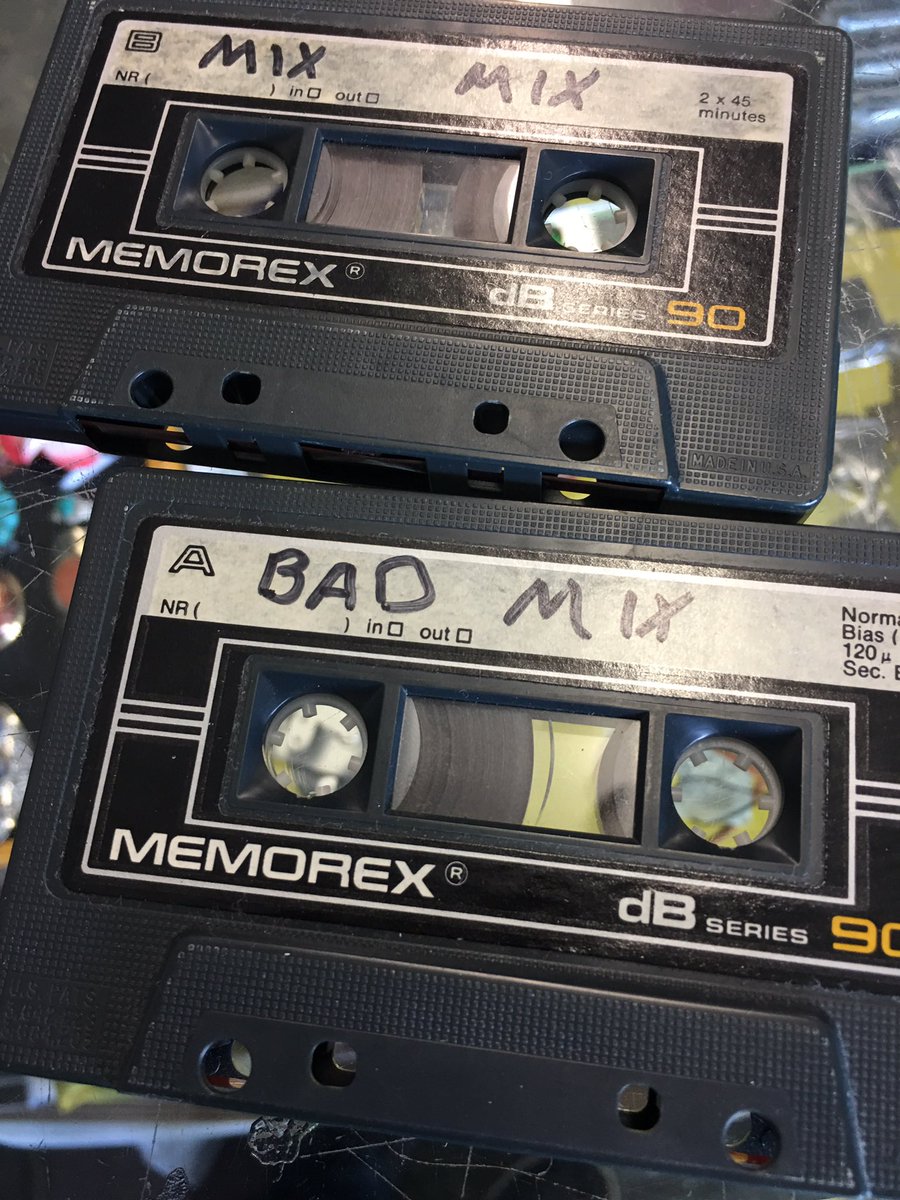 B MIX MIX
NR ( ) in out
2 x 45
minutes
MEMOREX®
dB SERIES 90
MADE IN U.S.A.
A BAD MIX
NR ( ) in out
Norma
Bias (
120 µ
Sec. E
MEMOREX®
dB SERIES 90